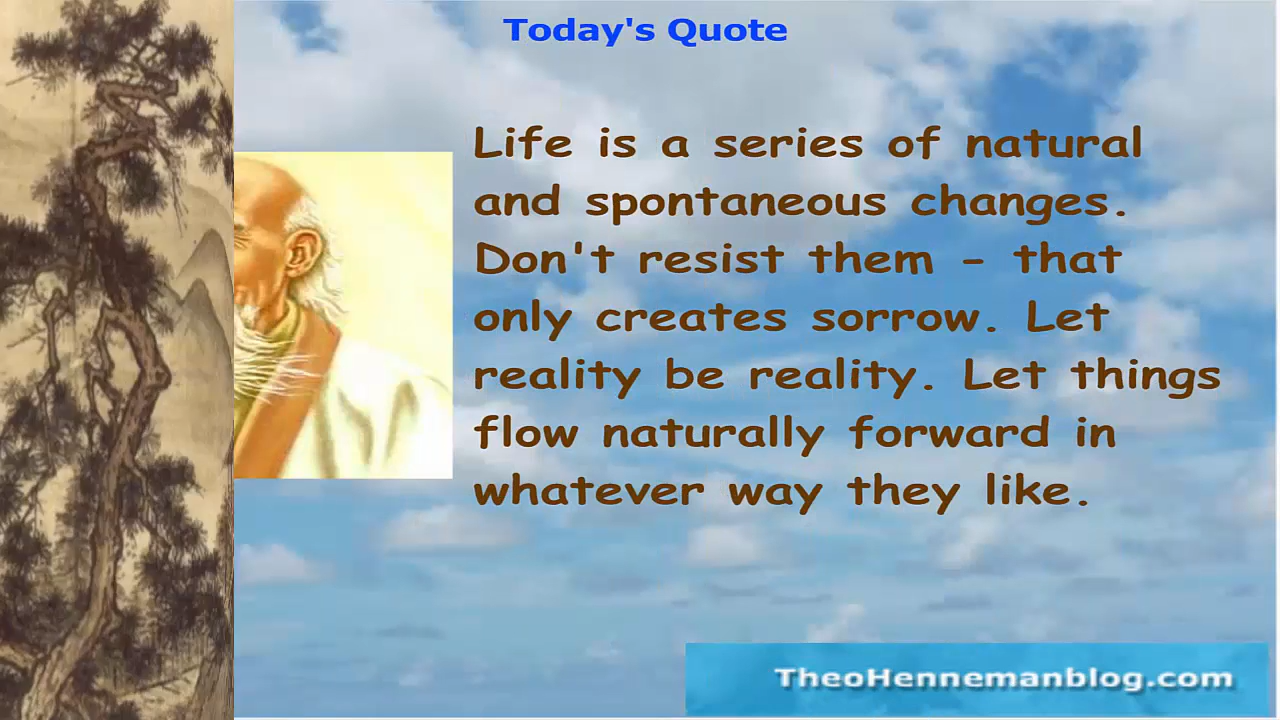 Today's Quote
Life is a series of natural
and spontaneous changes.
Don't resist them - that
only creates sorrow. Let
reality be reality. Let things
flow naturally forward in
whatever way they like.
TheoHennemanblog.com